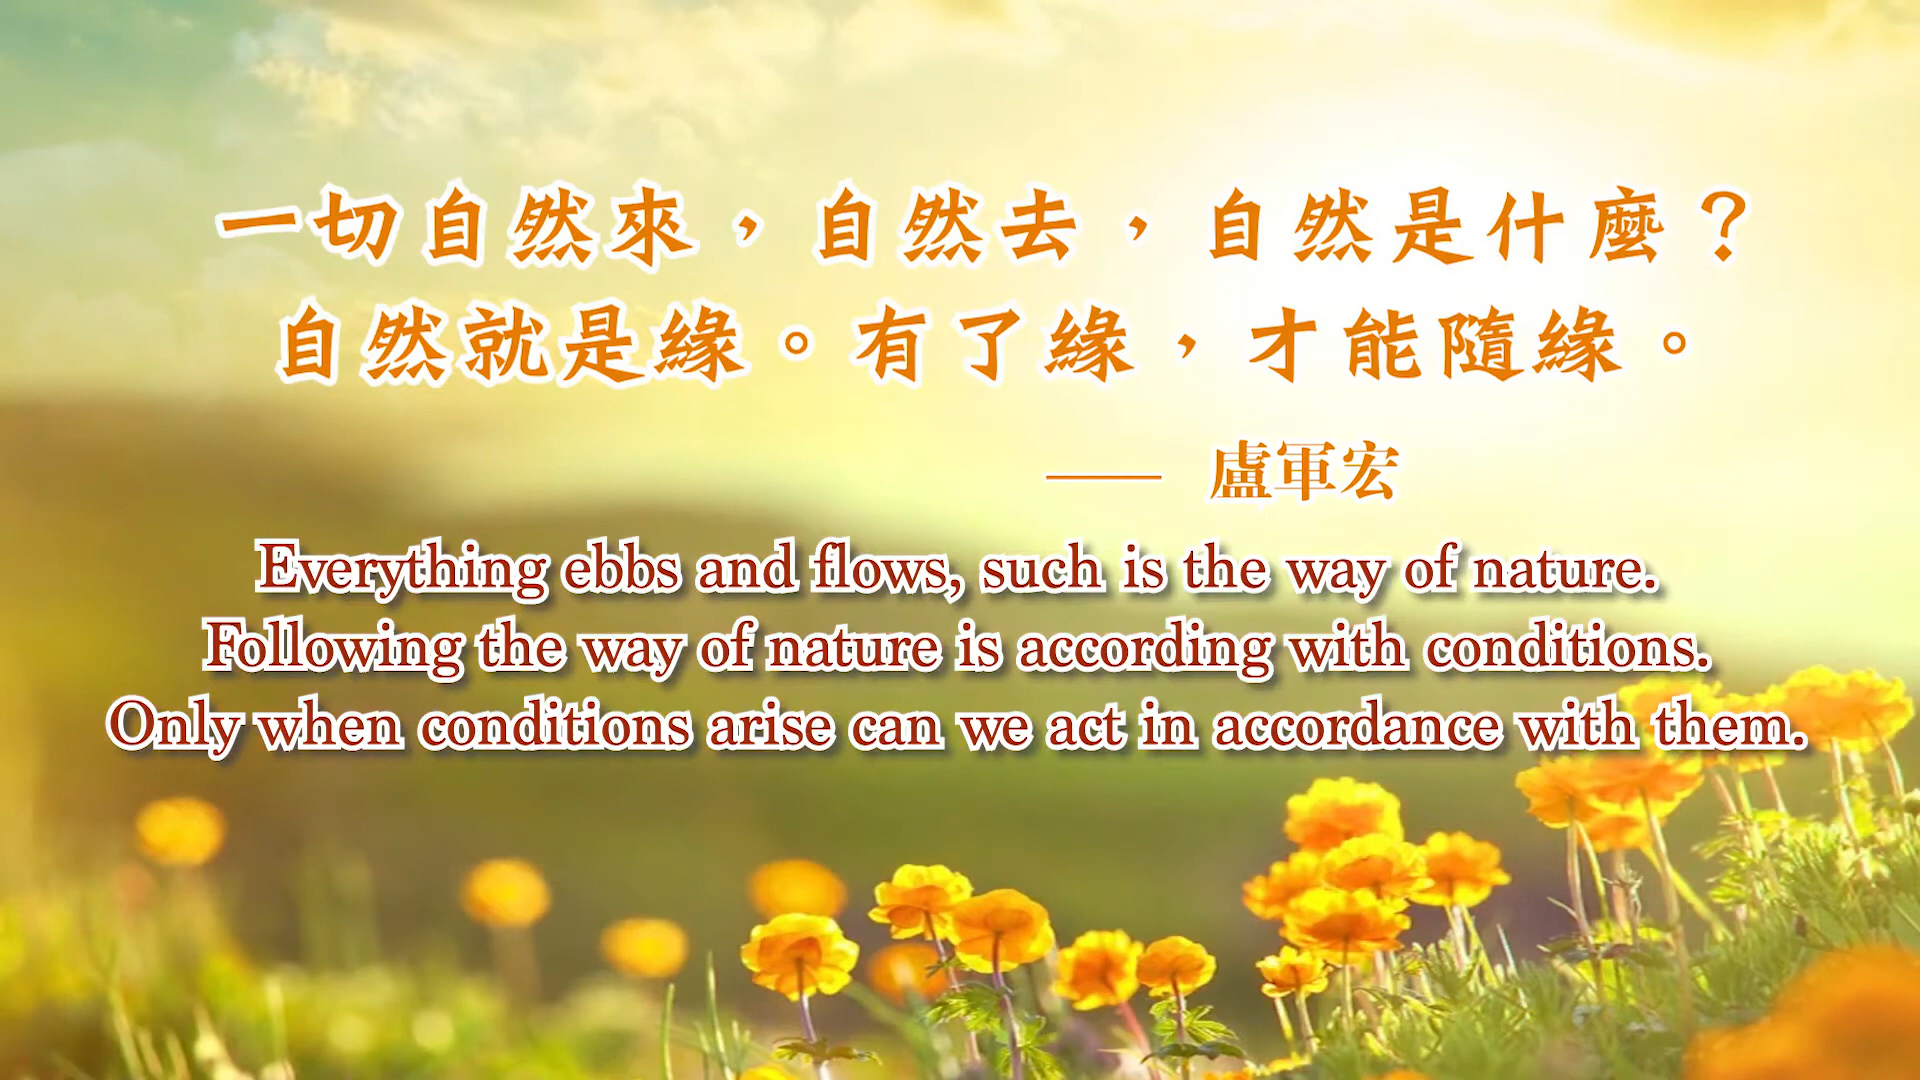 一切自然來，自然去，自然是什麼？
自然就是緣。有了緣，才能隨緣。
—— 盧軍宏
Everything ebbs and flows, such is the way of nature.
Following the way of nature is according with conditions.
Only when conditions arise can we act in accordance with them.